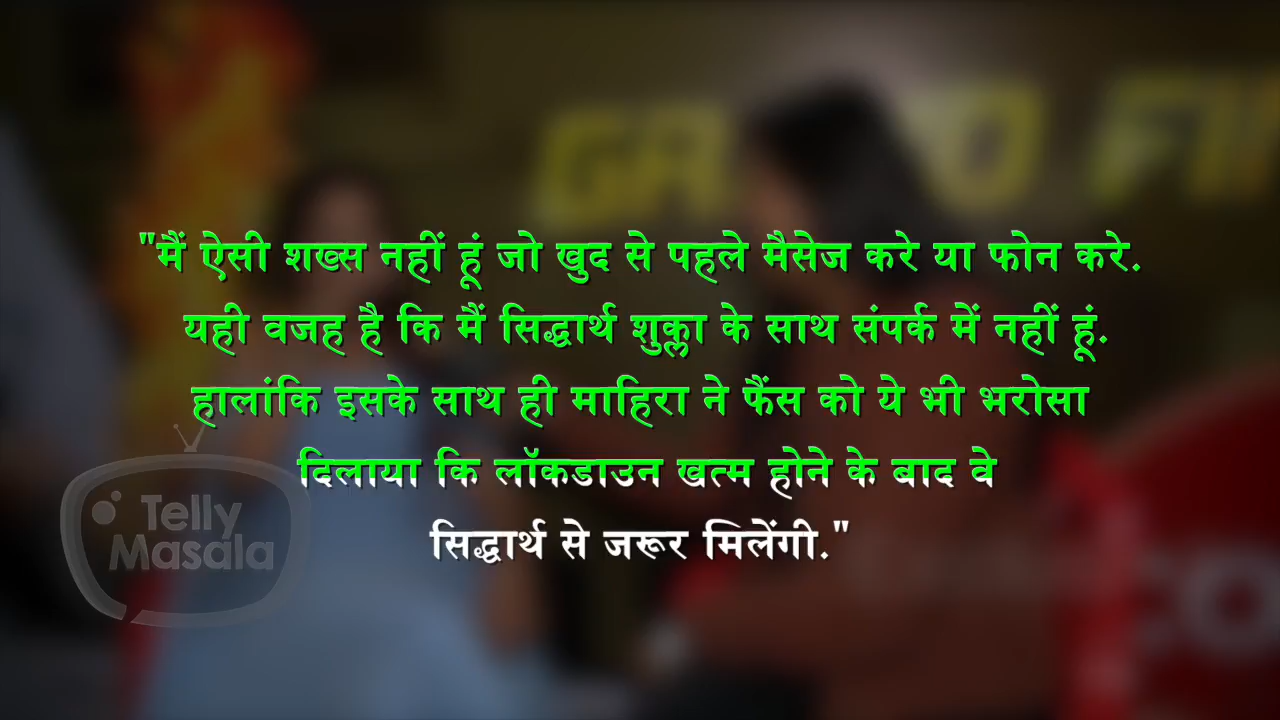 "मैं ऐसी शख्स नहीं हूं जो खुद से पहले मैसेज करे या फोन करे.
यही वजह है कि मैं सिद्धार्थ शुक्ला के साथ संपर्क में नहीं हूं.
हालांकि इसके साथ ही माहिरा ने फैंस को ये भी भरोसा
दिलाया कि लॉकडाउन खत्म होने के बाद वे
सिद्धार्थ से जरूर मिलेंगी."
Telly
Masala